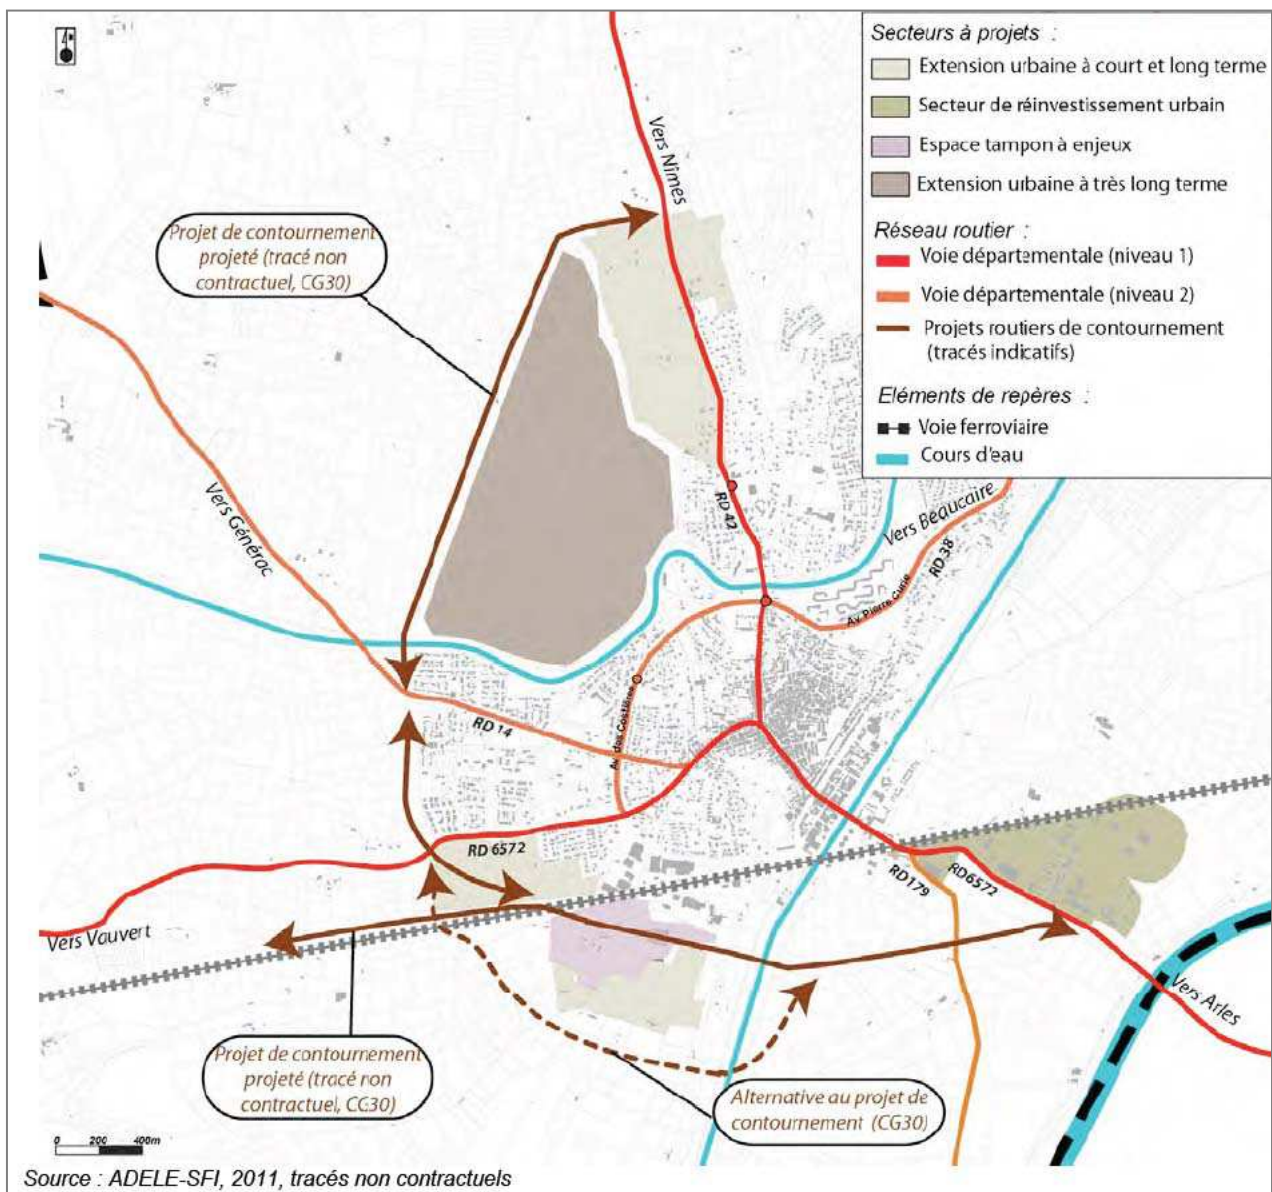 Secteurs à projets :
Extension urbaine à court et long terme
Secteur de réinvestissement urbain
Espace tampon à enjeux
Extension urbaine à très long terme
Réseau routier :
Voie départementale (niveau 1)
Voie départementale (niveau 2)
Projets routiers de contournement
(tracés indicatifs)
Eléments de repères :
Voie ferroviaire
Cours d'eau
Vers Nîmes
Projet de contournement
projeté (tracé non
contractuel, CG30)
Vers Générac
RD 42
Vers Beaucaire
RD 38
Av Pierre Curie
Av des Costières
RD 14
RD 6572
RD179
RD6572
Vers Vauvert
Vers Arles
Projet de contournement
projeté (tracé non
contractuel, CG30)
Alternative au projet de
contournement (CG30)
0 200 400m
Source : ADELE-SFI, 2011, tracés non contractuels